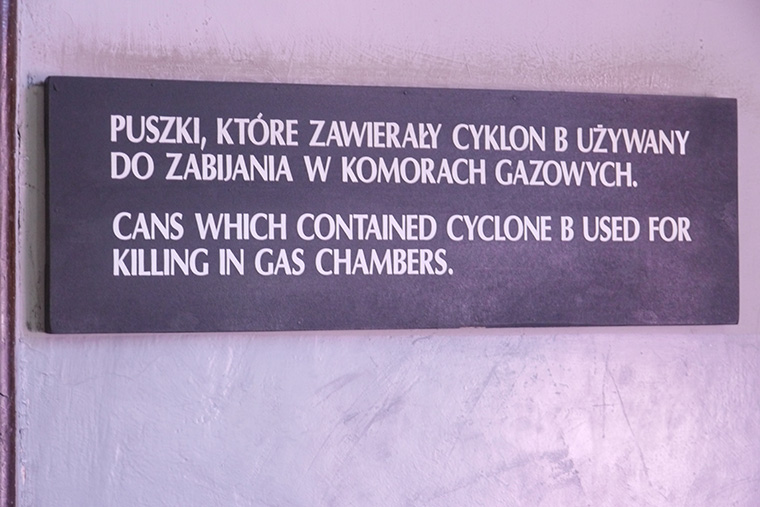 PUSZKI, KTÓRE ZAWIERAŁY CYKLON B UŻYWANY
DO ZABIJANIA W KOMORACH GAZOWYCH.
CANS WHICH CONTAINED CYCLONE B USED FOR
KILLING IN GAS CHAMBERS.